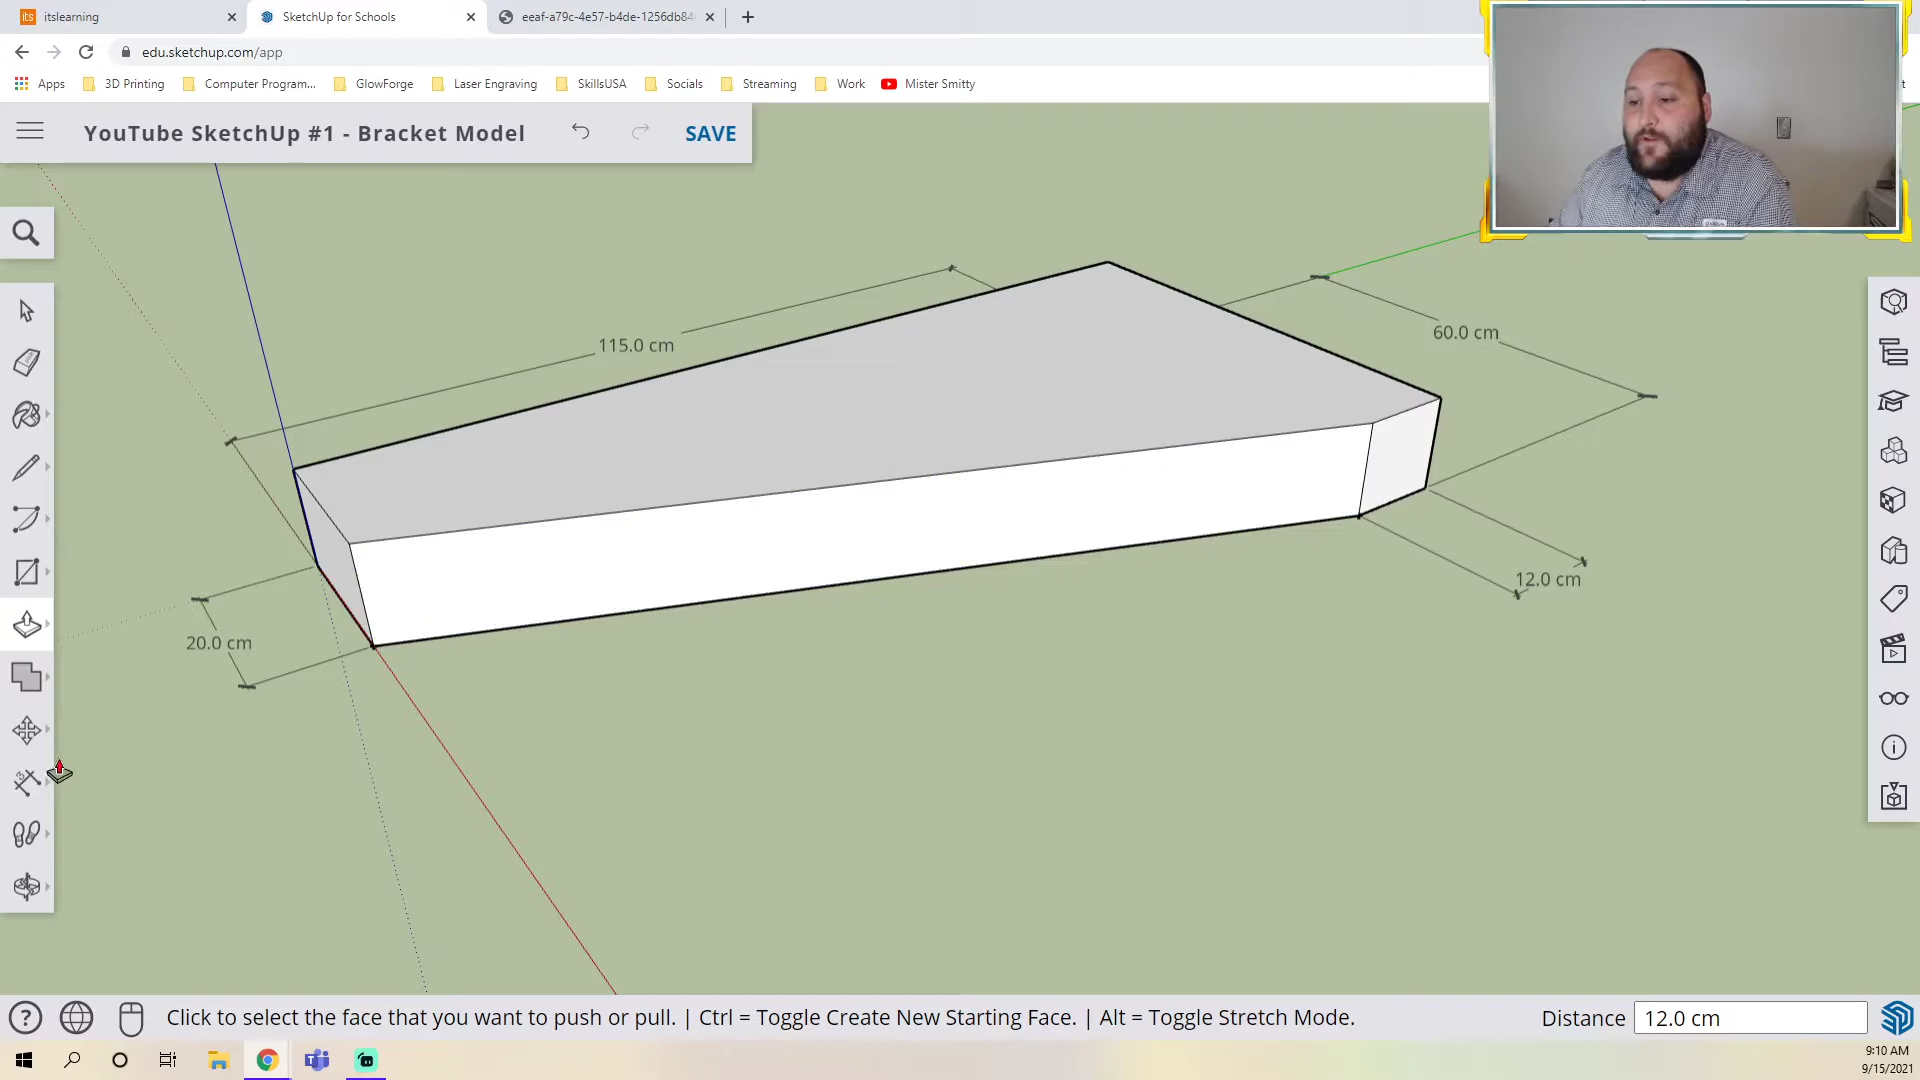 its itslearning
SketchUp for Schools
eeaf-a79c-4e57-b4de-1256db84
edu.sketchup.com/app
Apps 3D Printing Computer Program... GlowForge Laser Engraving SkillsUSA Socials Streaming Work Mister Smitty
YouTube SketchUp #1 - Bracket Model SAVE
115.0 cm
60.0 cm
12.0 cm
20.0 cm
3
Click to select the face that you want to push or pull. | Ctrl = Toggle Create New Starting Face. | Alt = Toggle Stretch Mode.
Distance 12.0 cm
9:10 AM
9/15/2021